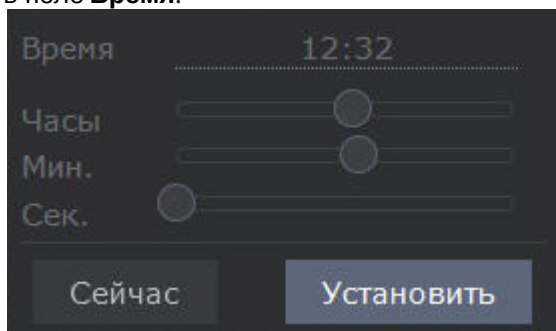 в поле Время.
Время 12:32
Часы
Мин.
Сек.
Сейчас Установить